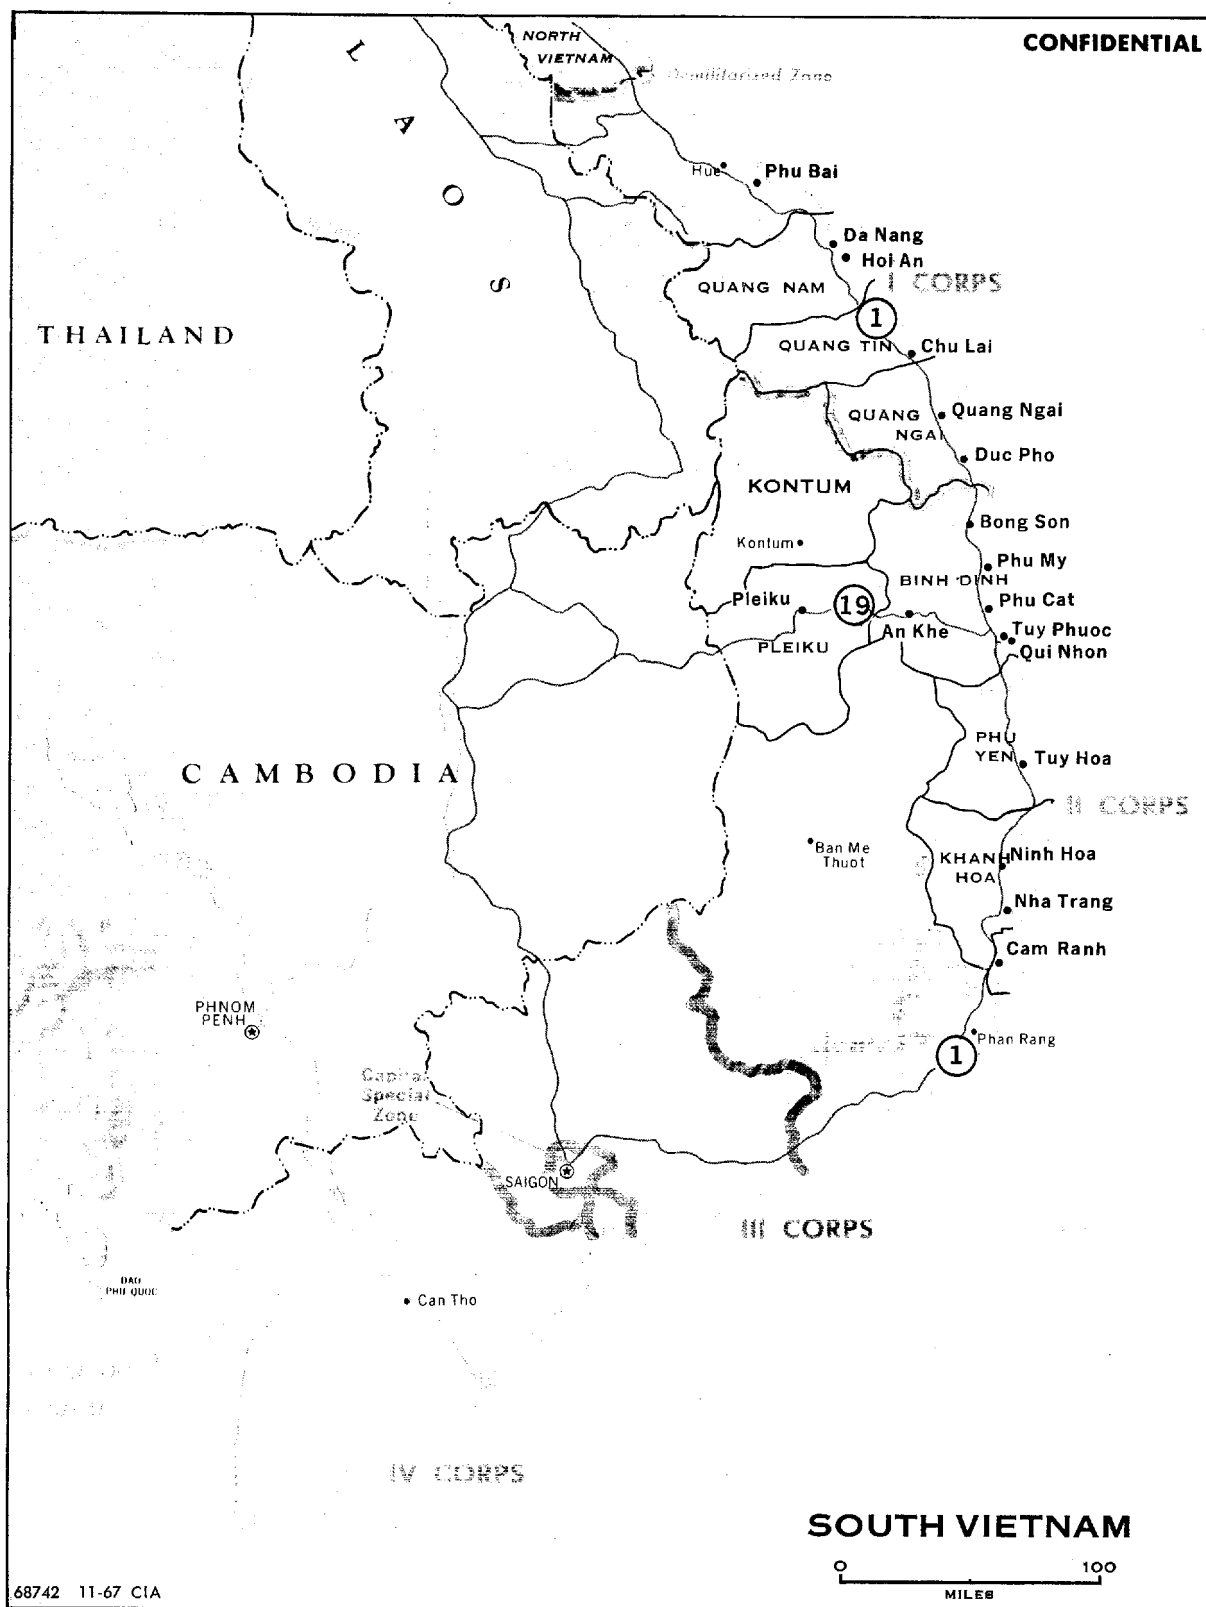 CONFIDENTIAL
NORTH
VIETNAM
Demilitarized Zone
LAOS
Hue
Phu Bai
Da Nang
Hoi An
I CORPS
QUANG NAM
1
THAILAND
QUANG TIN
Chu Lai
QUANG
NGAI
Quang Ngai
Duc Pho
KONTUM
Bong Son
Kontum
Phu My
BINH DINH
Pleiku
19
Phu Cat
An Khe
Tuy Phuoc
Qui Nhon
PLEIKU
PHU
YEN
Tuy Hoa
CAMBODIA
II CORPS
Ban Me
Thuot
KHANH
HOA
Ninh Hoa
Nha Trang
Cam Ranh
PHNOM
PENH
Phan Rang
1
Capital
Special
Zone
SAIGON
III CORPS
DAO
PHU QUOC
Can Tho
IV CORPS
SOUTH VIETNAM
0 100
MILES
68742 11-67 CIA